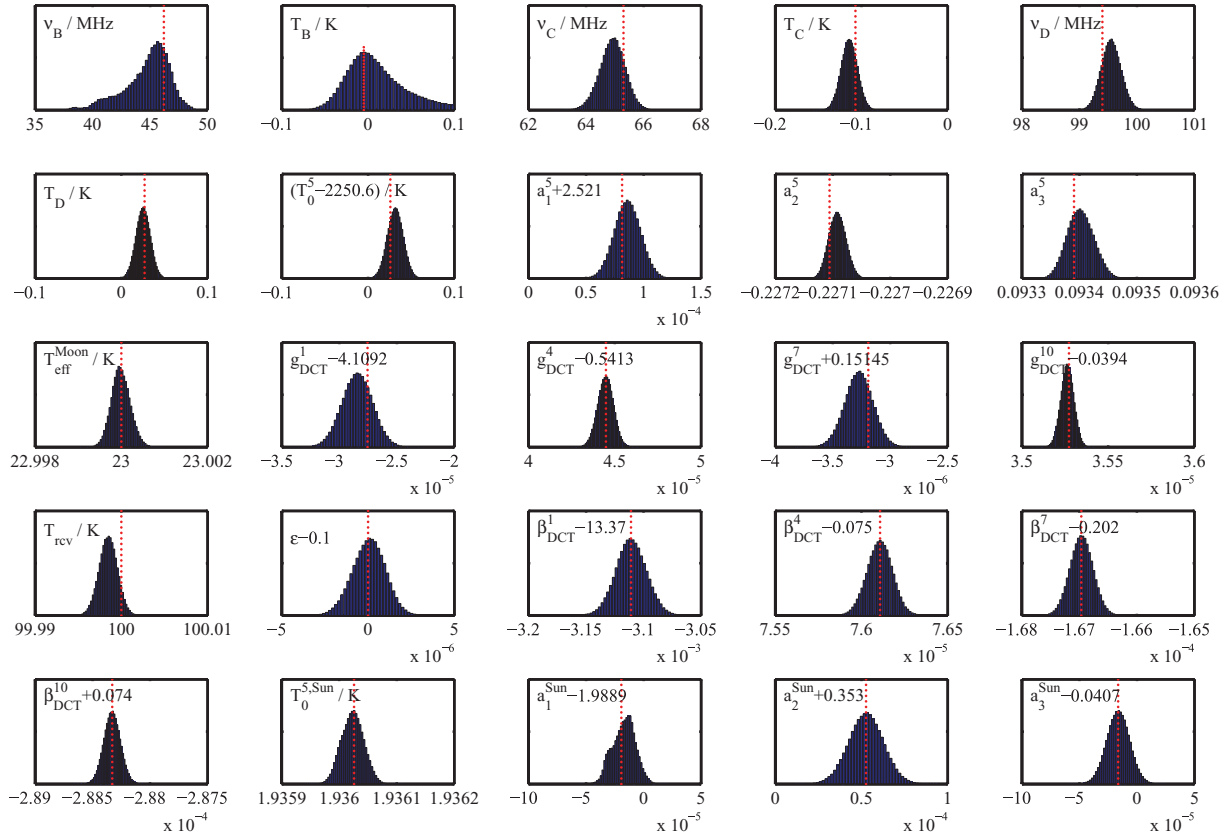 ν_B / MHz
T_B / K
ν_C / MHz
T_C / K
ν_D / MHz
35 40 45 50
−0.1 0 0.1
62 64 66 68
−0.2 −0.1 0
98 99 100 101
T_D / K
(T_0^5−2250.6) / K
a_1^5+2.521
a_2^5
a_3^5
−0.1 0 0.1
−0.1 0 0.1
0 0.5 1 1.5
x 10^−4
−0.2272 −0.2271 −0.227 −0.2269
0.0933 0.0934 0.0935 0.0936
T_eff^Moon / K
g_DCT^1−4.1092
g_DCT^4−0.5413
g_DCT^7+0.15145
g_DCT^10−0.0394
22.998 23 23.002
−3.5 −3 −2.5 −2
x 10^−5
4 4.5 5
x 10^−5
−4 −3.5 −3 −2.5
x 10^−6
3.5 3.55 3.6
x 10^−5
T_rcv / K
ε−0.1
β_DCT^1−13.37
β_DCT^4−0.075
β_DCT^7−0.202
99.99 100 100.01
−5 0 5
x 10^−6
−3.2 −3.15 −3.1 −3.05
x 10^−3
7.55 7.6 7.65
x 10^−5
−1.68 −1.67 −1.66 −1.65
x 10^−4
β_DCT^10+0.074
T_0^5,Sun / K
a_1^Sun−1.9889
a_2^Sun+0.353
a_3^Sun−0.0407
−2.89 −2.885 −2.88 −2.875
x 10^−4
1.9359 1.936 1.9361 1.9362
−10 −5 0 5
x 10^−5
0 0.5 1
x 10^−4
−10 −5 0 5
x 10^−5